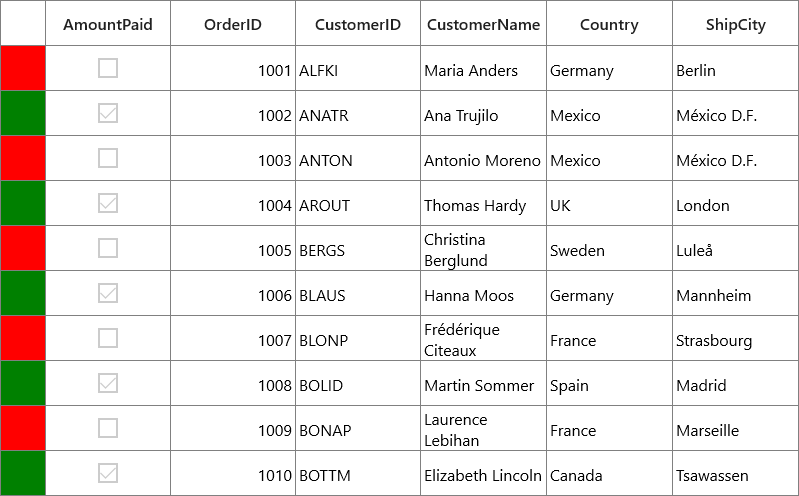 AmountPaid OrderID CustomerID CustomerName Country ShipCity
1001 ALFKI Maria Anders Germany Berlin
1002 ANATR Ana Trujilo Mexico México D.F.
1003 ANTON Antonio Moreno Mexico México D.F.
1004 AROUT Thomas Hardy UK London
1005 BERGS Christina Berglund Sweden Luleå
1006 BLAUS Hanna Moos Germany Mannheim
1007 BLONP Frédérique Citeaux France Strasbourg
1008 BOLID Martin Sommer Spain Madrid
1009 BONAP Laurence Lebihan France Marseille
1010 BOTTM Elizabeth Lincoln Canada Tsawassen